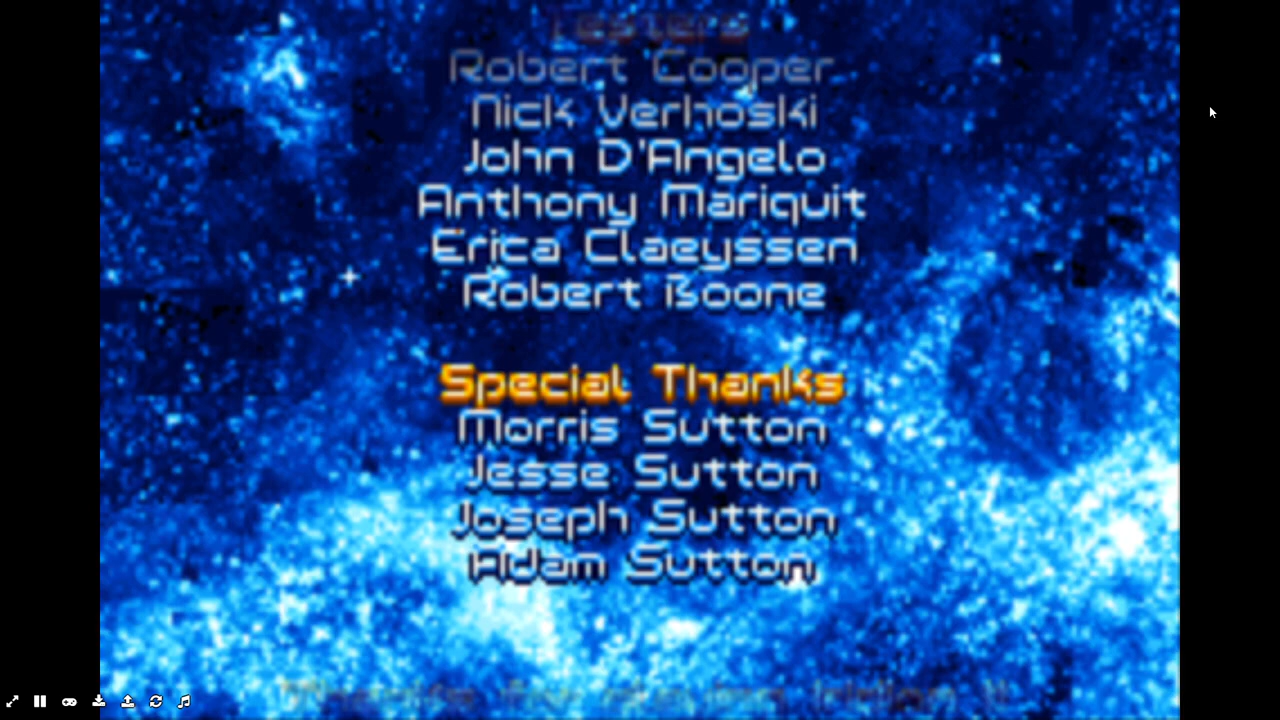 Testers
Robert Cooper
Nick Verhoski
John D'Angelo
Anthony Mariquit
Erica Claeyssen
Robert Boone
Special Thanks
Morris Sutton
Jesse Sutton
Joseph Sutton
Adam Sutton